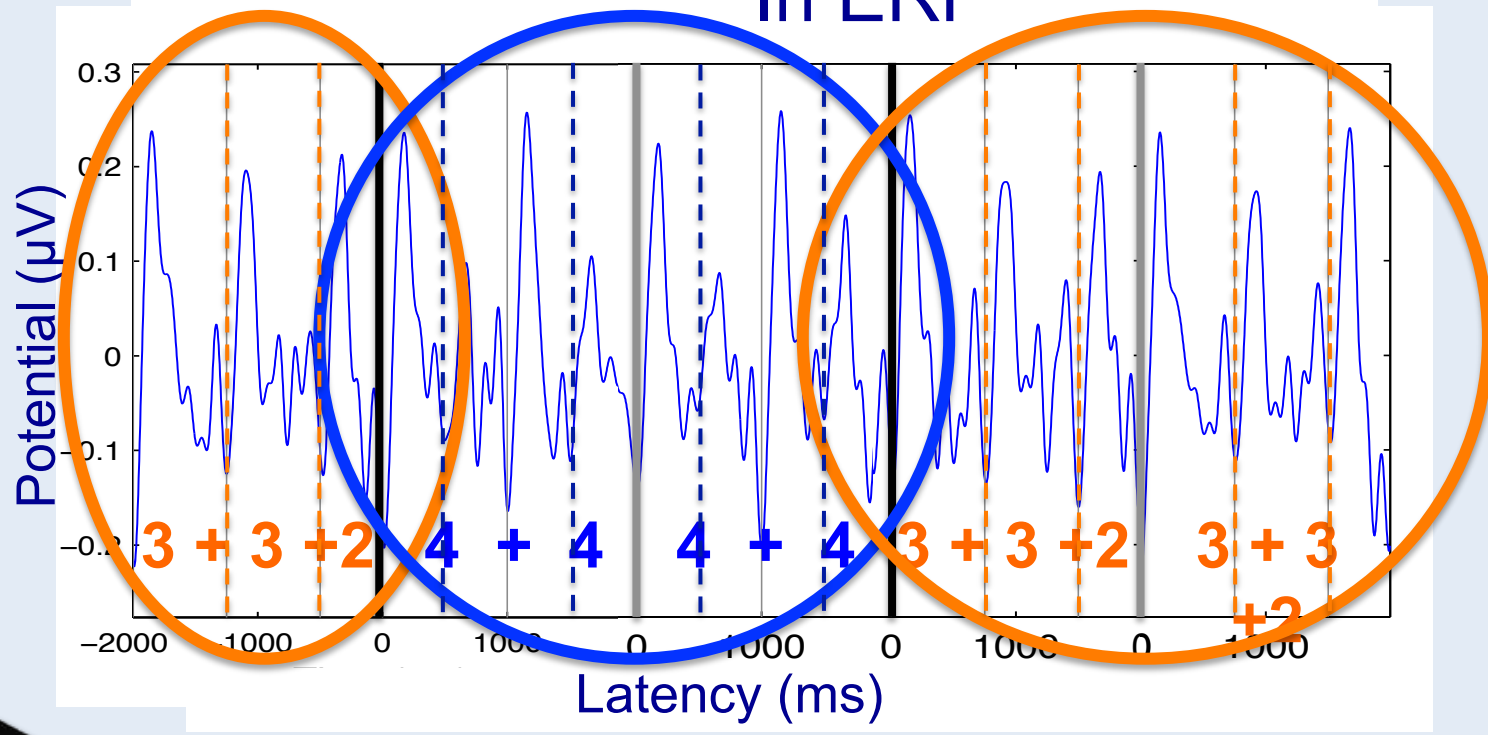 in ERP
Potential (µV)
0.3
0.2
0.1
0
–0.1
–0.2
3 + 3 +2
4 + 4
4 + 4
3 + 3 +2
3 + 3
+2
–2000 -1000 0 1000 0 1000 0 1000 0 1000
Latency (ms)